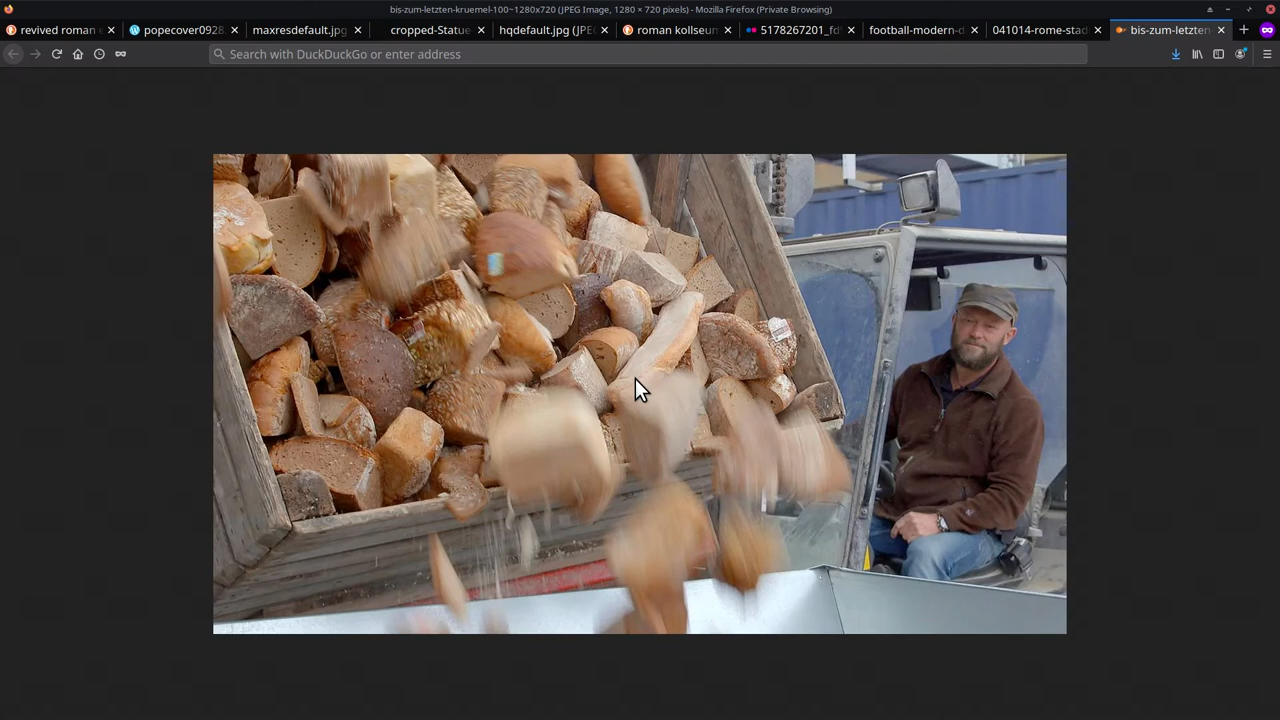 bis-zum-letzten-kruemel-100~1280x720 (JPEG Image, 1280 × 720 pixels) - Mozilla Firefox (Private Browsing)
revived roman e
popecover0928.
maxresdefault.jpg
cropped-Statue
hqdefault.jpg (JPE
roman kollseum
5178267201_fd
football-modern-d
041014-rome-stad
bis-zum-letzten-
Search with DuckDuckGo or enter address